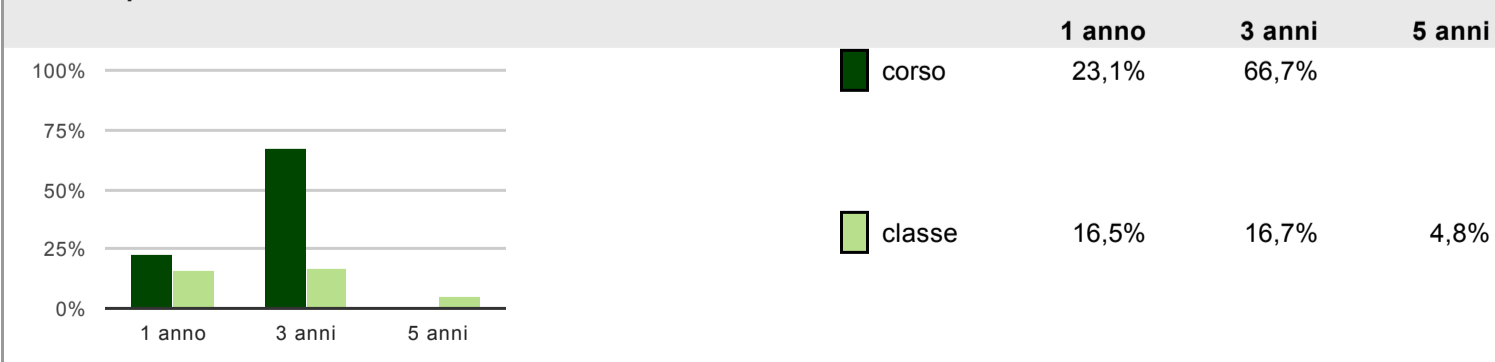 1 anno 3 anni 5 anni
corso 23,1% 66,7%
classe 16,5% 16,7% 4,8%
100%
75%
50%
25%
0%
1 anno 3 anni 5 anni